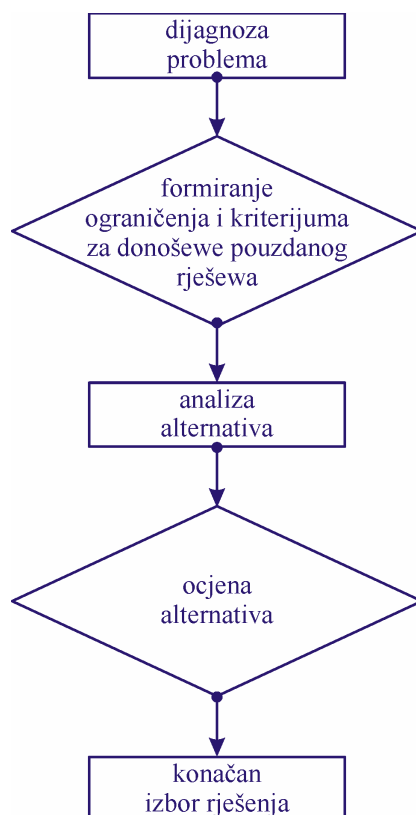 dijagnoza
problema
formiranje
ograničenja i kriterijuma
za donošewe pouzdanog
rješewa
analiza
alternativa
ocjena
alternativa
konačan
izbor rješenja